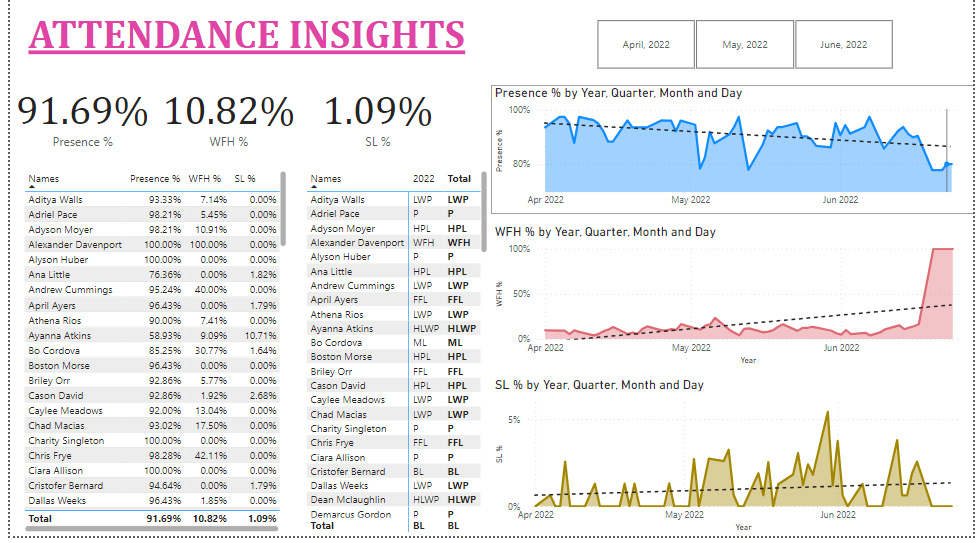 ATTENDANCE INSIGHTS
April, 2022 May, 2022 June, 2022
91.69% 10.82% 1.09%
Presence % WFH % SL %
Names Presence % WFH % SL %
Aditya Walls 93.33% 7.14% 0.00%
Adriel Pace 98.21% 5.45% 0.00%
Adyson Moyer 98.21% 10.91% 0.00%
Alexander Davenport 100.00% 100.00% 0.00%
Alyson Huber 100.00% 0.00% 0.00%
Ana Little 76.36% 0.00% 1.82%
Andrew Cummings 95.24% 40.00% 0.00%
April Ayers 96.43% 0.00% 1.79%
Athena Rios 90.00% 7.41% 0.00%
Ayanna Atkins 58.93% 9.09% 10.71%
Bo Cordova 85.25% 30.77% 1.64%
Boston Morse 96.43% 0.00% 0.00%
Briley Orr 92.86% 5.77% 0.00%
Cason David 92.86% 1.92% 2.68%
Caylee Meadows 92.00% 13.04% 0.00%
Chad Macias 93.02% 17.50% 0.00%
Charity Singleton 100.00% 0.00% 0.00%
Chris Frye 98.28% 42.11% 0.00%
Ciara Allison 100.00% 0.00% 0.00%
Cristofer Bernard 94.64% 0.00% 1.79%
Dallas Weeks 96.43% 1.85% 0.00%
Total 91.69% 10.82% 1.09%
Names 2022 Total
Aditya Walls LWP LWP
Adriel Pace P P
Adyson Moyer HPL HPL
Alexander Davenport WFH WFH
Alyson Huber P P
Ana Little HPL HPL
Andrew Cummings LWP LWP
April Ayers FFL FFL
Athena Rios LWP LWP
Ayanna Atkins HLWP HLWP
Bo Cordova ML ML
Boston Morse HPL HPL
Briley Orr FFL FFL
Cason David HPL HPL
Caylee Meadows LWP LWP
Chad Macias LWP LWP
Charity Singleton P P
Chris Frye FFL FFL
Ciara Allison P P
Cristofer Bernard BL BL
Dallas Weeks LWP LWP
Dean Mclaughlin HLWP HLWP
Demarcus Gordon P P
Total BL BL
Presence % by Year, Quarter, Month and Day
Presence %
100%
80%
Apr 2022 May 2022 Jun 2022
WFH % by Year, Quarter, Month and Day
WFH %
100%
50%
0%
Apr 2022 May 2022 Jun 2022
Year
SL % by Year, Quarter, Month and Day
SL %
5%
0%
Apr 2022 May 2022 Jun 2022
Year